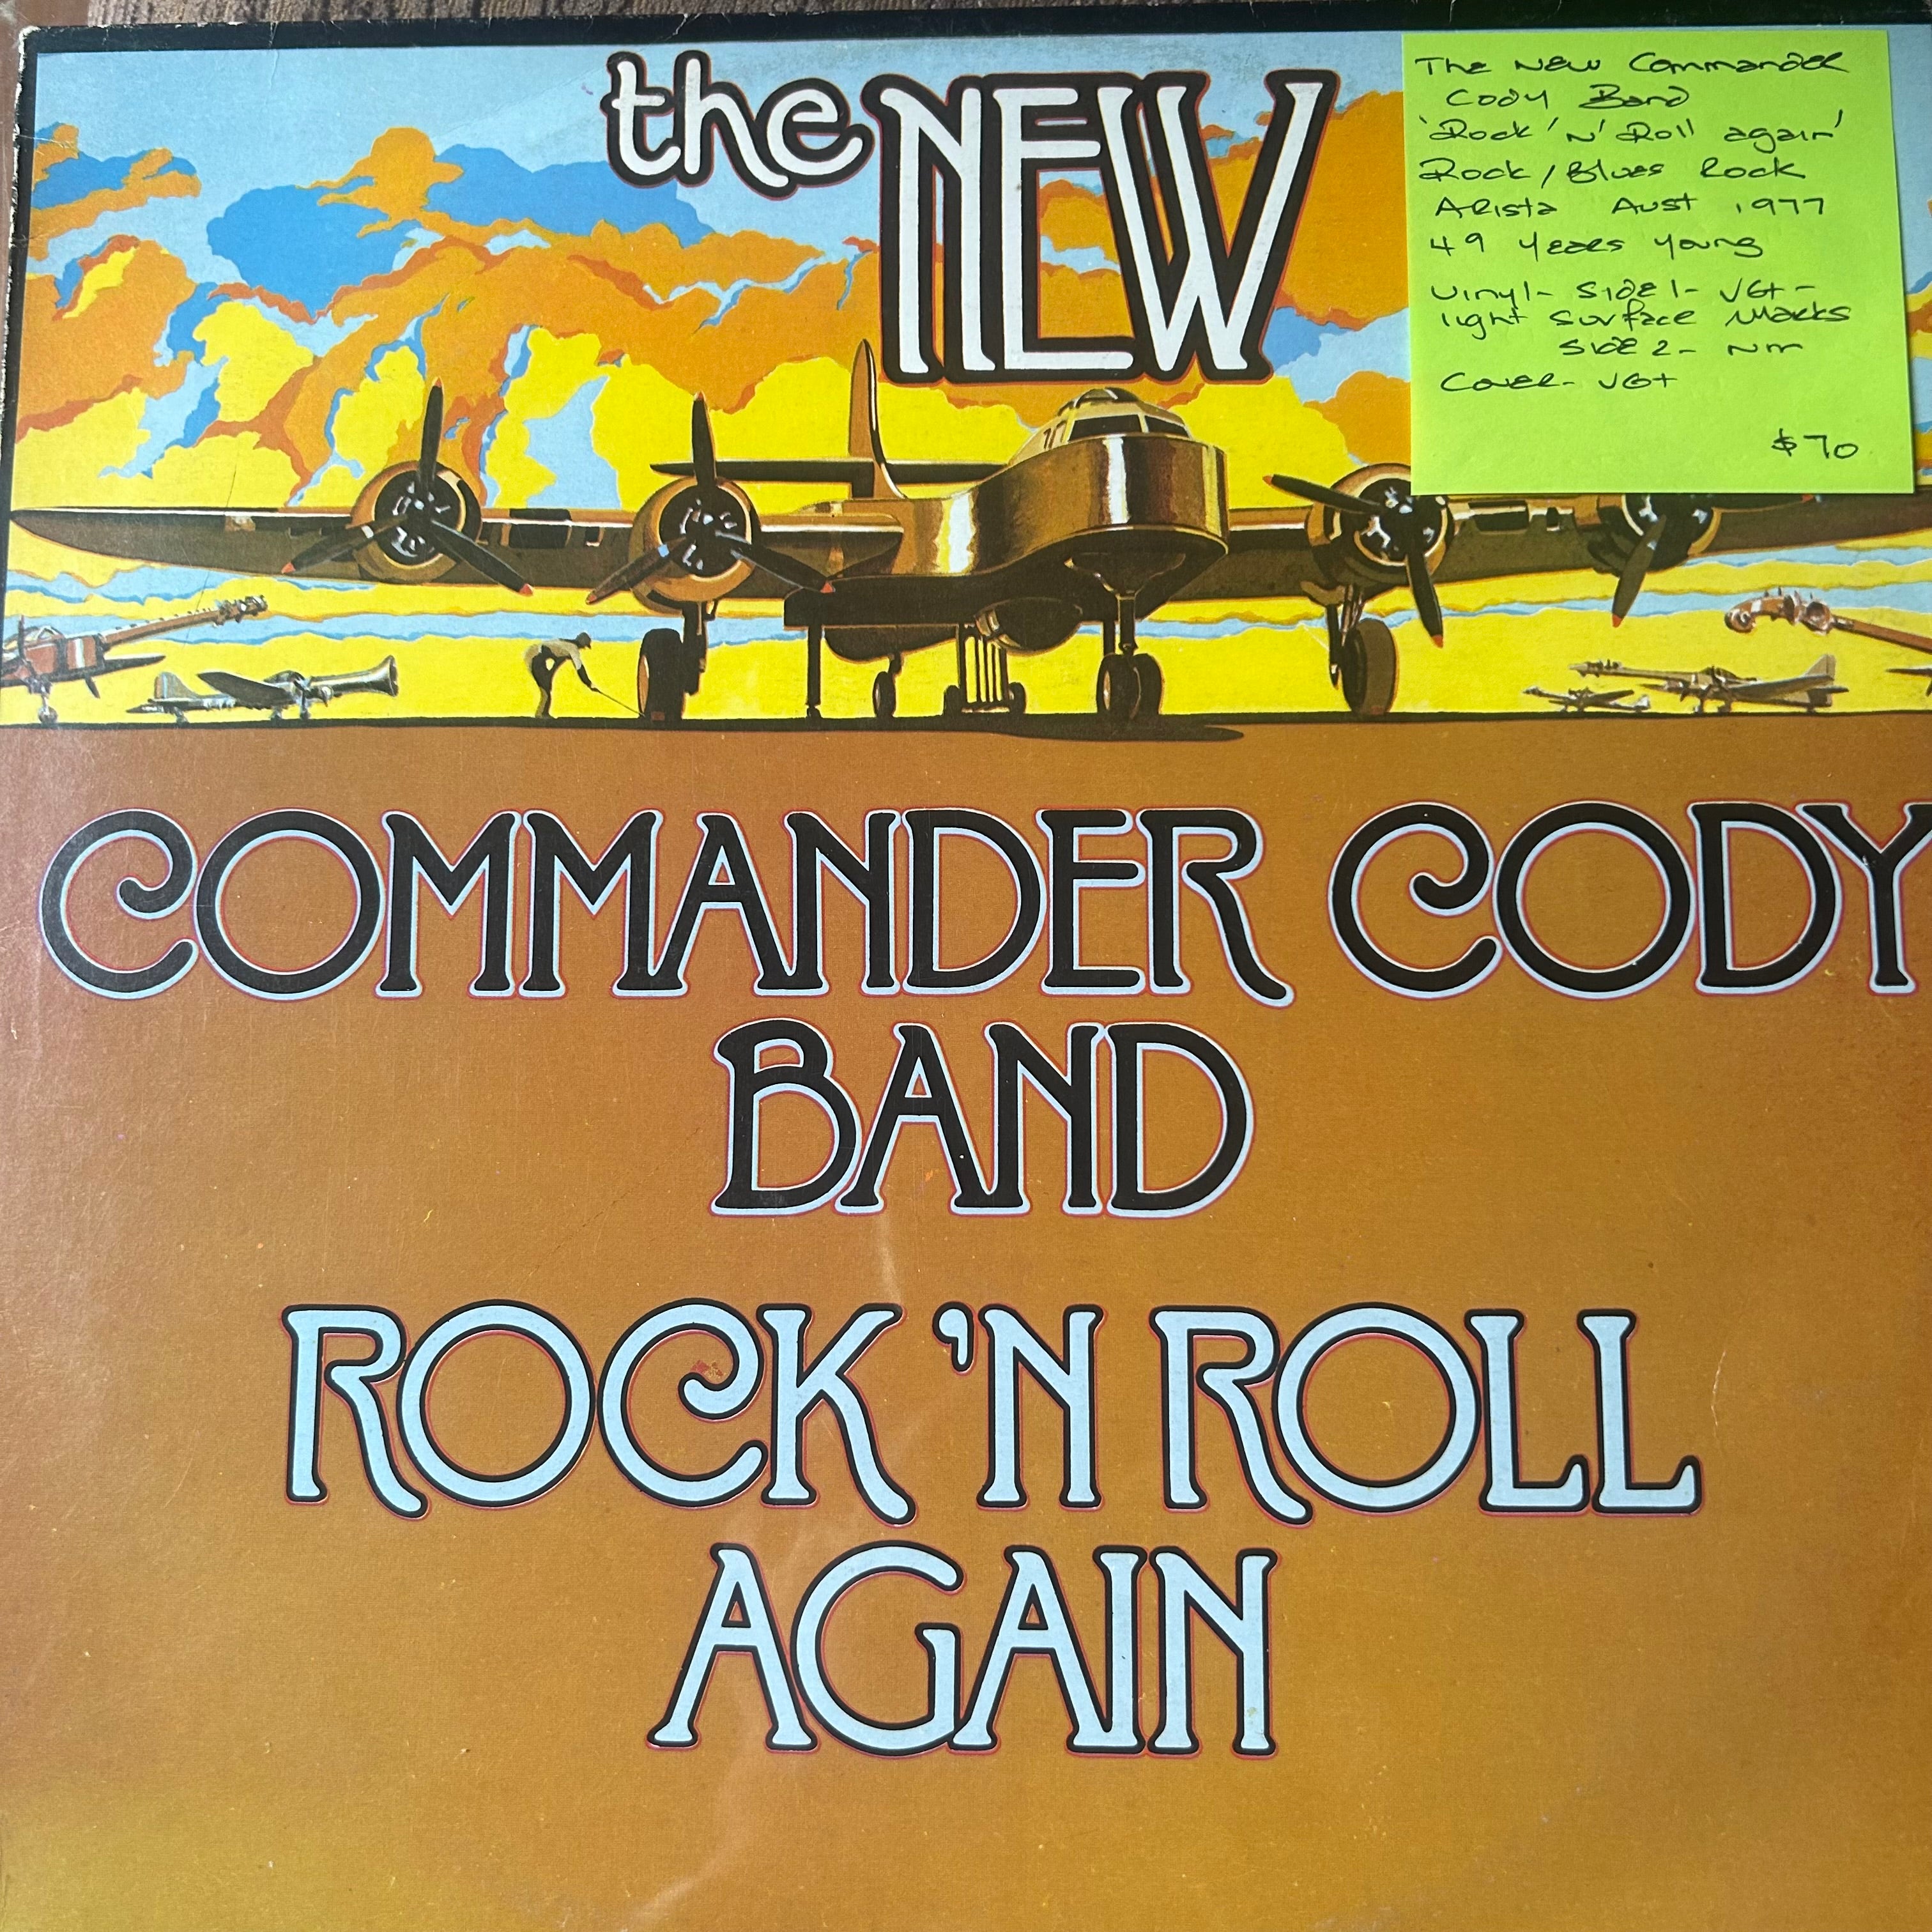 the NEW
The New Commander
Cody Band
'Rock 'n' Roll again'
Rock / Blues Rock
Arista Aust 1977
49 years young
Vinyl- Side 1- VG+ -
light surface marks
Side 2- NM
Cover- VG+
$70
COMMANDER CODY
BAND
ROCK 'N ROLL
AGAIN